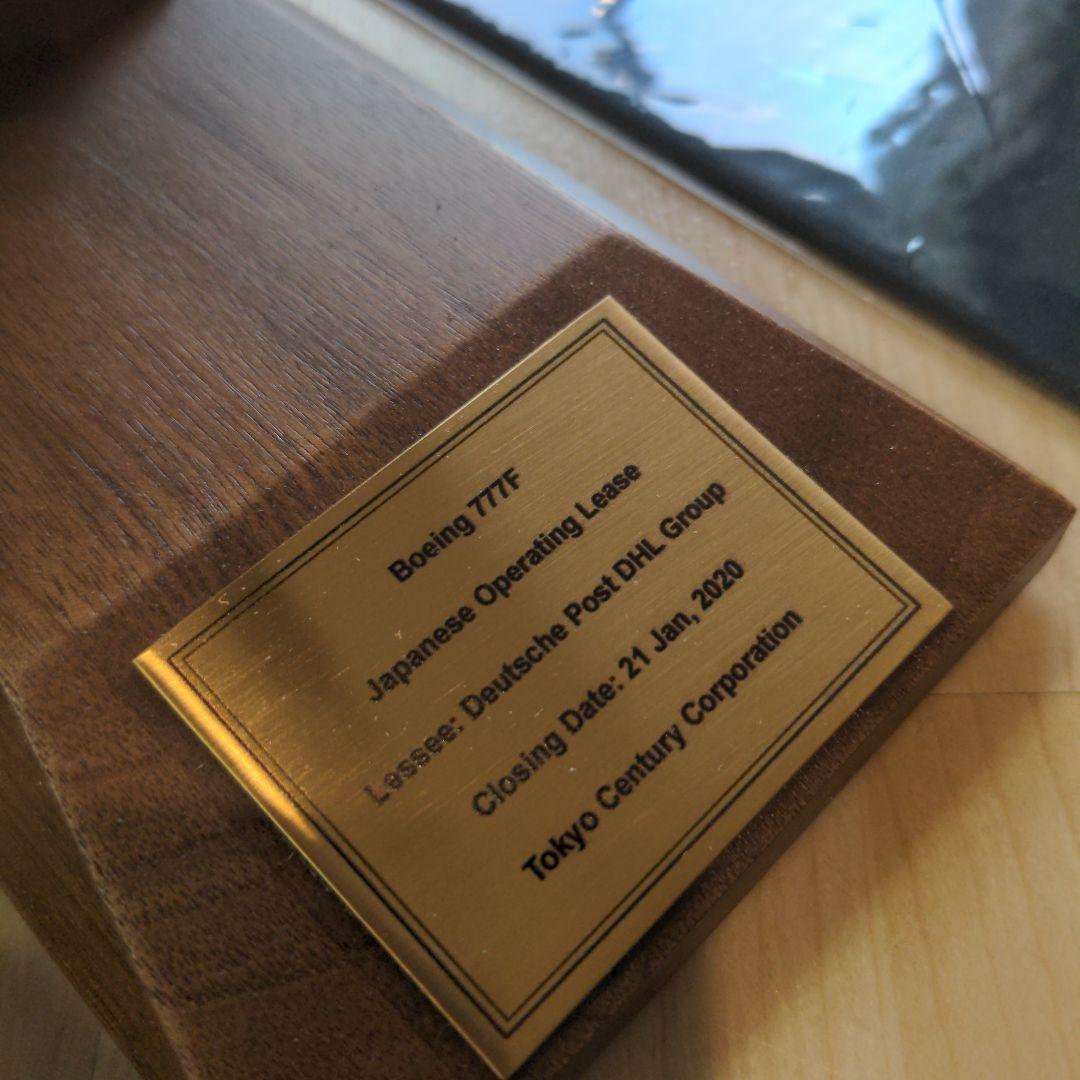 Boeing 777F
Japanese Operating Lease
Lessee: Deutsche Post DHL Group
Closing Date: 21 Jan, 2020
Tokyo Century Corporation